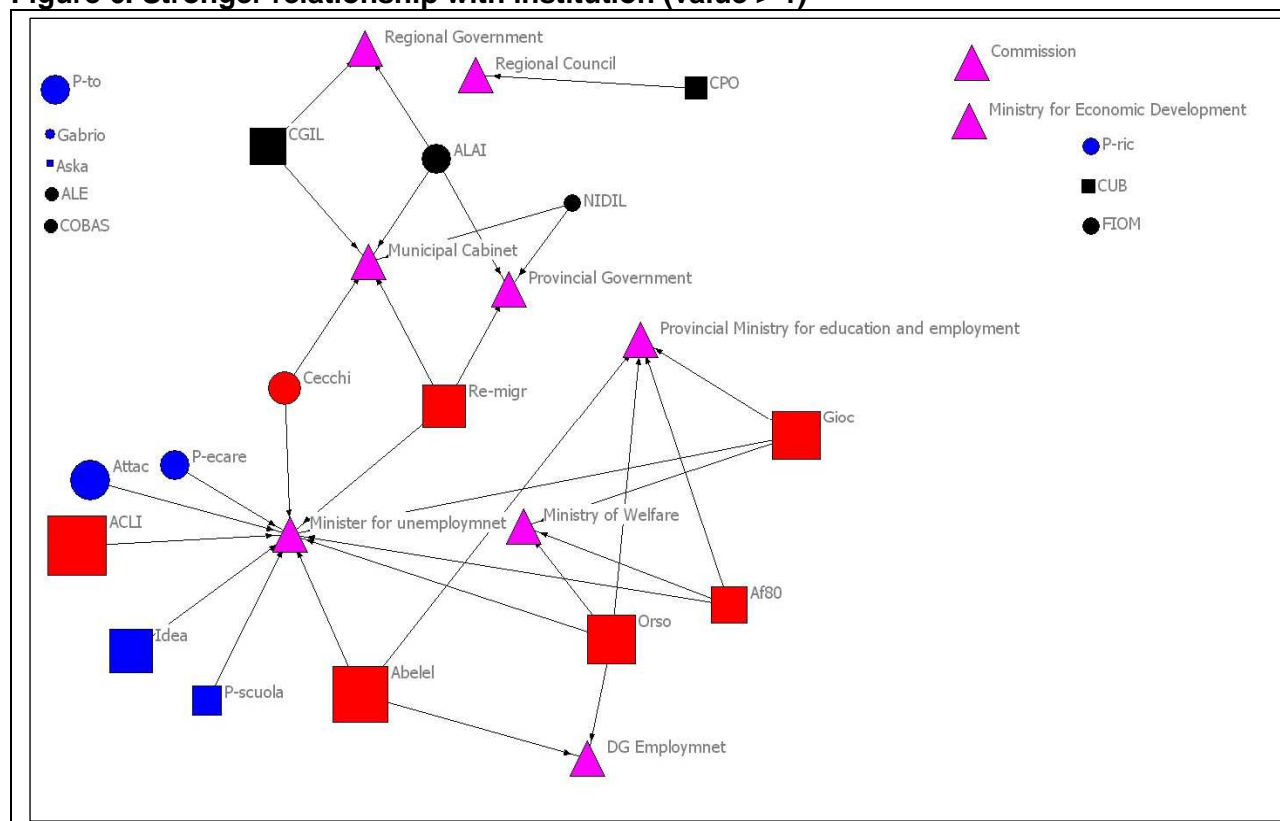 Figure 6. Stronger relationship with institution (value > 4)
Regional Government
Regional Council
Commission
P-to
CPO
Ministry for Economic Development
Gabrio
CGIL
ALAI
P-ric
Aska
ALE
CUB
NIDIL
COBAS
FIOM
Municipal Cabinet
Provincial Government
Provincial Ministry for education and employment
Cecchi
Re-migr
Gioc
Attac
P-ecare
ACLI
Minister for unemploymnet
Ministry of Welfare
Af80
Idea
Orso
Abelel
P-scuola
DG Employmnet